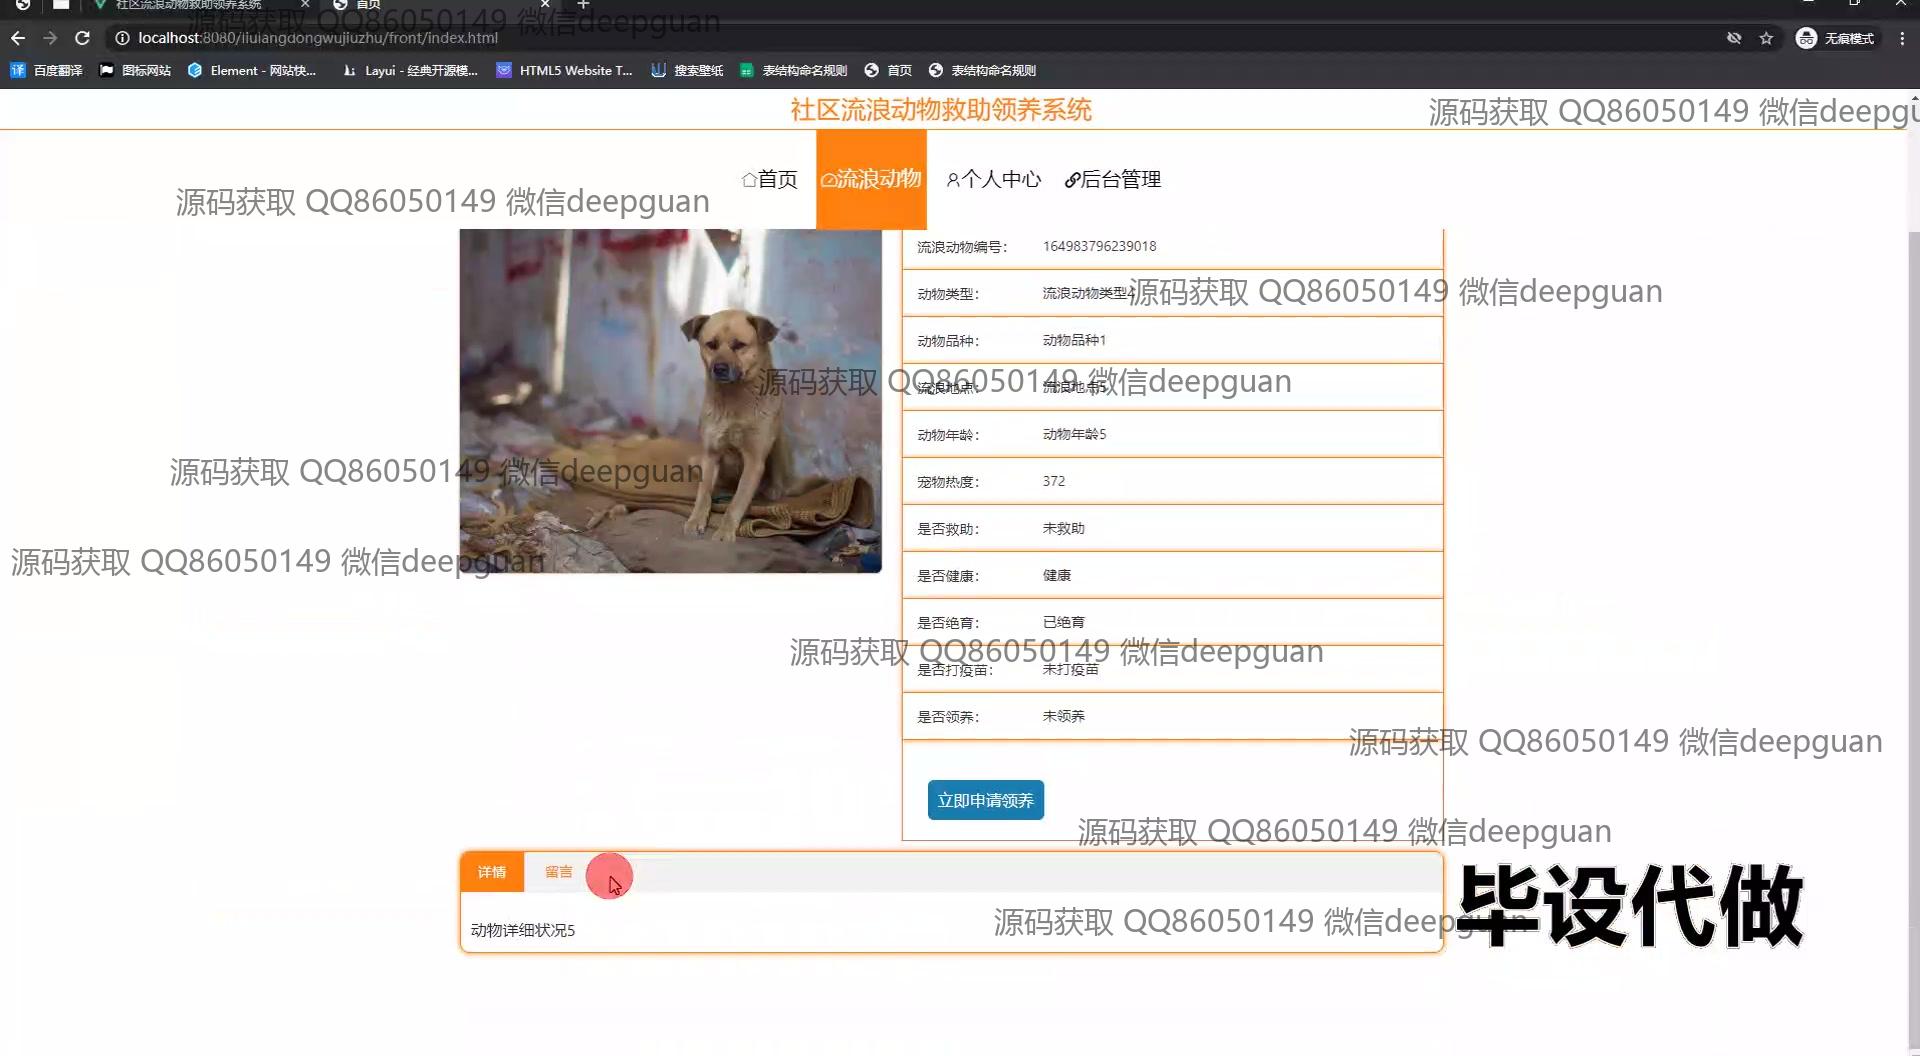 社区流浪动物救助领养系统
首页
源码获取 QQ86050149 微信deepguan
localhost:8080/liulangdongwujiuzhu/front/index.html
无痕模式
百度翻译
图标网站
Element - 网站快...
Layui - 经典开源模...
HTML5 Website T...
搜索壁纸
表结构命名规则
首页
表结构命名规则
社区流浪动物救助领养系统
源码获取 QQ86050149 微信deepgu
首页
流浪动物
个人中心
后台管理
源码获取 QQ86050149 微信deepguan
流浪动物编号: 164983796239018
动物类型: 流浪动物类型4
源码获取 QQ86050149 微信deepguan
动物品种: 动物品种1
流浪地点: 流浪地点5
源码获取 QQ86050149 微信deepguan
动物年龄: 动物年龄5
源码获取 QQ86050149 微信deepguan
宠物热度: 372
是否救助: 未救助
源码获取 QQ86050149 微信deepguan
是否健康: 健康
是否绝育: 已绝育
源码获取 QQ86050149 微信deepguan
是否打疫苗: 未打疫苗
是否领养: 未领养
源码获取 QQ86050149 微信deepguan
立即申请领养
源码获取 QQ86050149 微信deepguan
详情
留言
毕设代做
源码获取 QQ86050149 微信deepguan
动物详细状况5